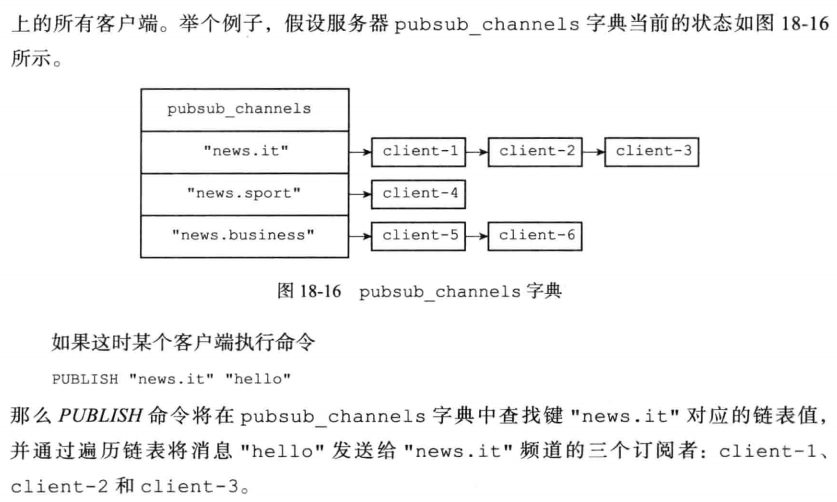 上的所有客户端。举个例子，假设服务器 pubsub_channels 字典当前的状态如图 18-16
所示。
pubsub_channels
"news.it" client-1 client-2 client-3
"news.sport" client-4
"news.business" client-5 client-6
图 18-16 pubsub_channels 字典
如果这时某个客户端执行命令
PUBLISH "news.it" "hello"
那么 PUBLISH 命令将在 pubsub_channels 字典中查找键 "news.it" 对应的链表值，
并通过遍历链表将消息 "hello" 发送给 "news.it" 频道的三个订阅者：client-1、
client-2 和 client-3。